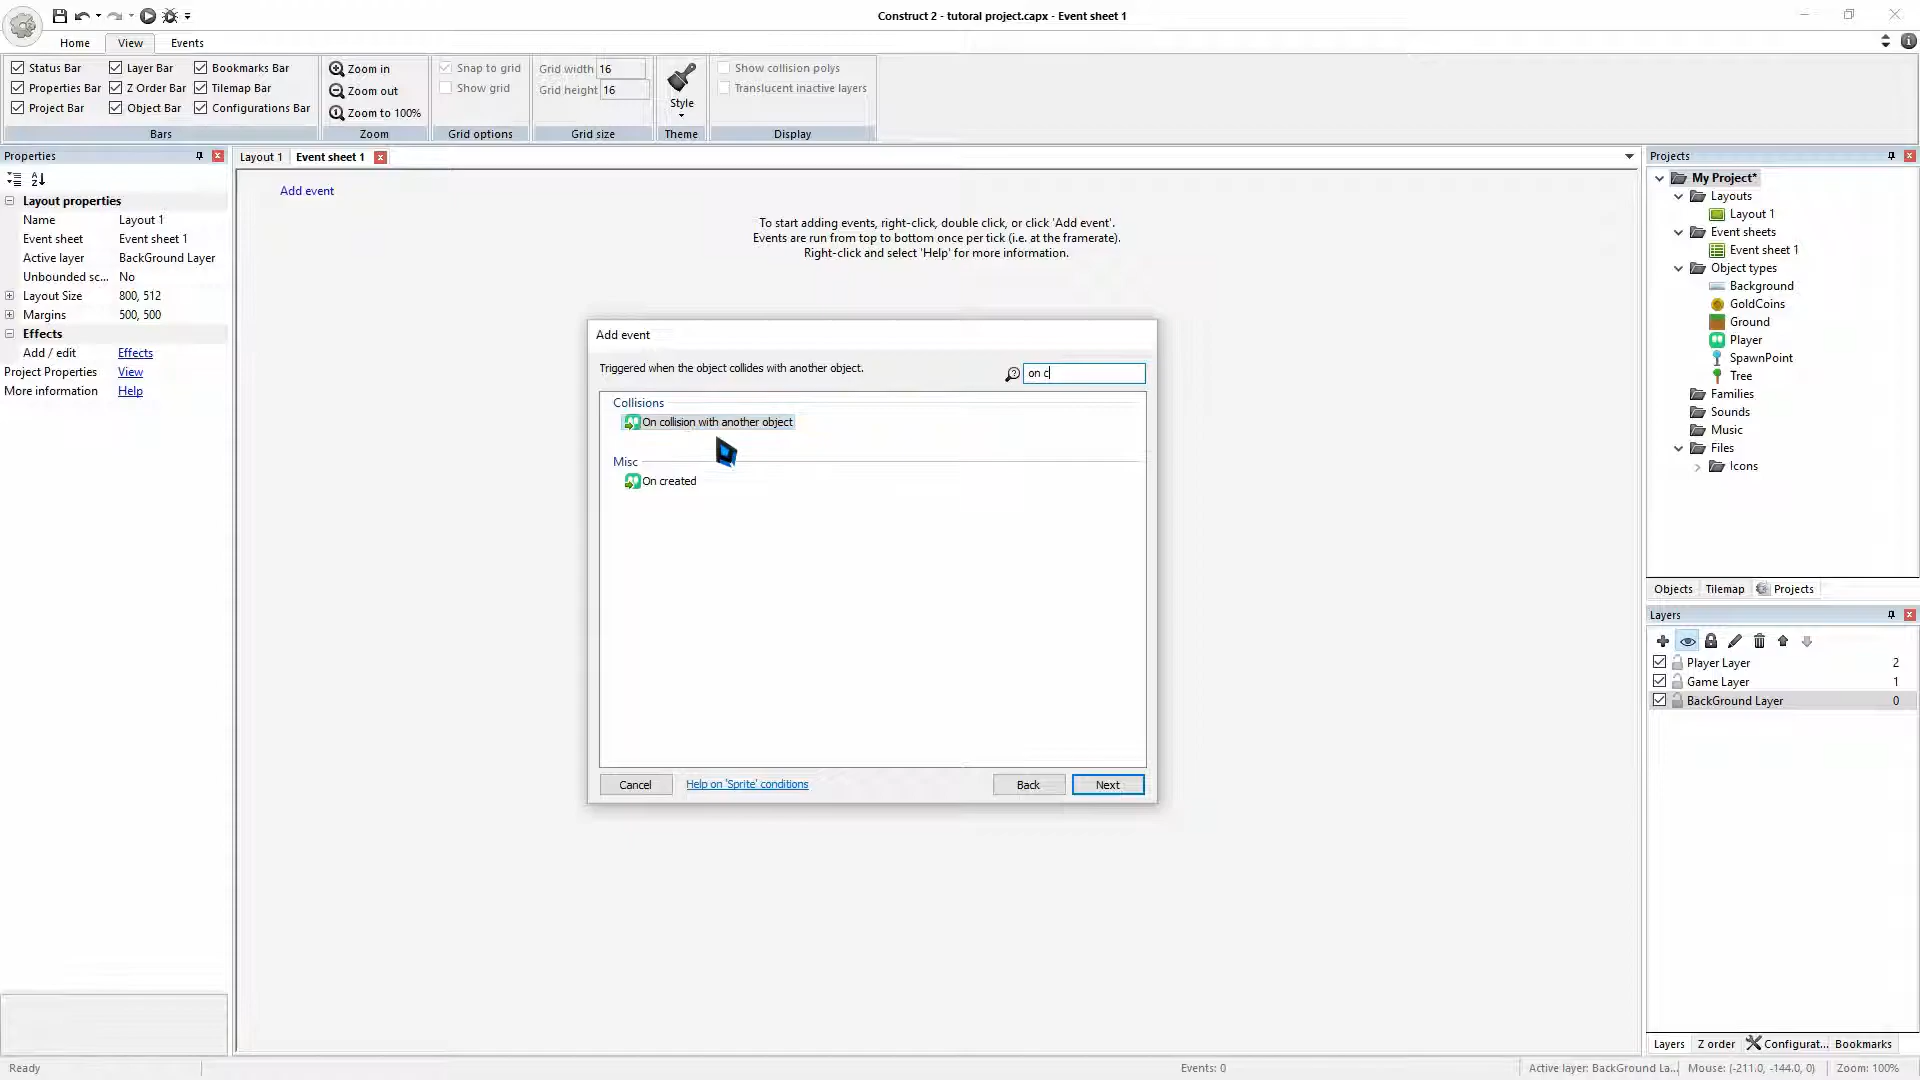 Construct 2 - tutoral project.capx - Event sheet 1
Home View Events
Status Bar Layer Bar Bookmarks Bar
Properties Bar Z Order Bar Tilemap Bar
Project Bar Object Bar Configurations Bar
Bars
Zoom in
Zoom out
Zoom to 100%
Zoom
Snap to grid
Show grid
Grid options
Grid width 16
Grid height 16
Grid size
Style
Theme
Show collision polys
Translucent inactive layers
Display
Properties
Layout properties
Name Layout 1
Event sheet Event sheet 1
Active layer BackGround Layer
Unbounded sc... No
Layout Size 800, 512
Margins 500, 500
Effects
Add / edit Effects
Project Properties View
More information Help
Layout 1 Event sheet 1
Add event
To start adding events, right-click, double click, or click 'Add event'.
Events are run from top to bottom once per tick (i.e. at the framerate).
Right-click and select 'Help' for more information.
Add event
Triggered when the object collides with another object.
on c
Collisions
On collision with another object
Misc
On created
Cancel Help on 'Sprite' conditions Back Next
Projects
My Project*
Layouts
Layout 1
Event sheets
Event sheet 1
Object types
Background
GoldCoins
Ground
Player
SpawnPoint
Tree
Families
Sounds
Music
Files
Icons
Objects Tilemap Projects
Layers
Player Layer 2
Game Layer 1
BackGround Layer 0
Layers Z order Configurat... Bookmarks
Ready Events: 0 Active layer: BackGround La... Mouse: (-211.0, -144.0, 0) Zoom: 100%